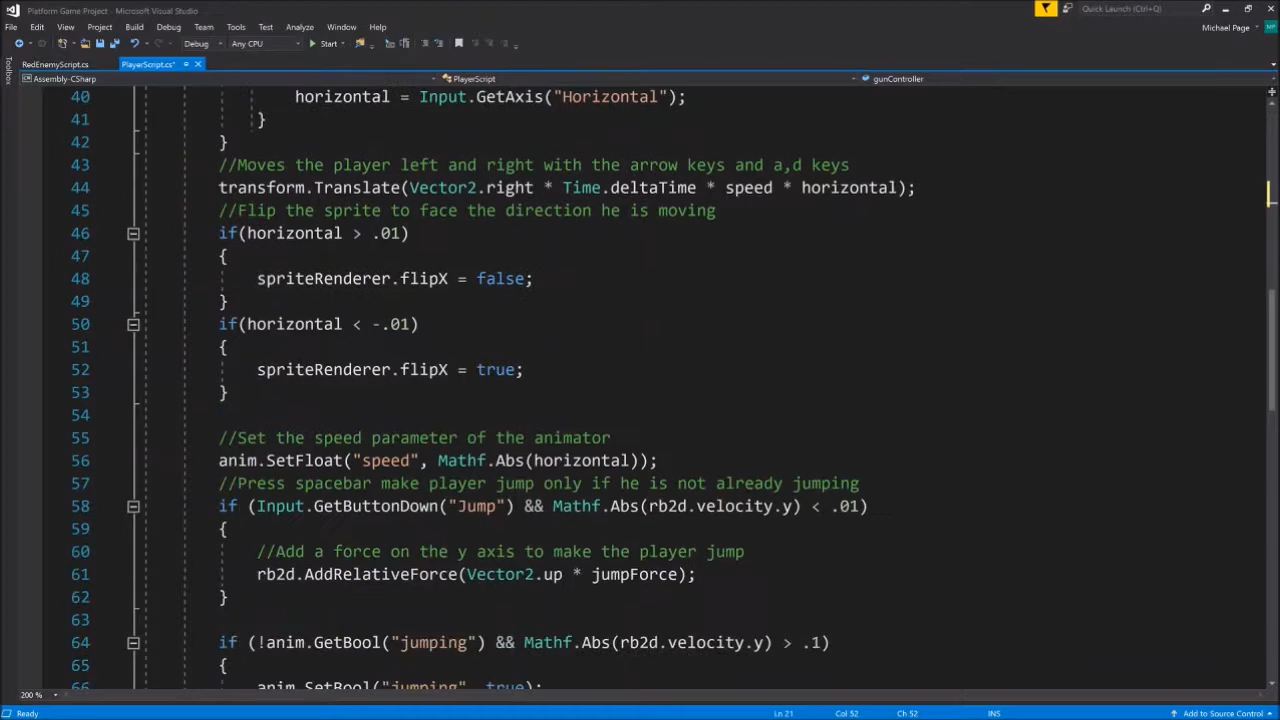 Platform Game Project - Microsoft Visual Studio
Quick Launch (Ctrl+Q)
File Edit View Project Build Debug Team Tools Test Analyze Window Help
Michael Page
MP
Debug Any CPU Start
Toolbox
RedEnemyScript.cs PlayerScript.cs*
Assembly-CSharp PlayerScript gunController
40 horizontal = Input.GetAxis("Horizontal");
41 }
42 }
43 //Moves the player left and right with the arrow keys and a,d keys
44 transform.Translate(Vector2.right * Time.deltaTime * speed * horizontal);
45 //Flip the sprite to face the direction he is moving
46 if(horizontal > .01)
47 {
48 spriteRenderer.flipX = false;
49 }
50 if(horizontal < -.01)
51 {
52 spriteRenderer.flipX = true;
53 }
54
55 //Set the speed parameter of the animator
56 anim.SetFloat("speed", Mathf.Abs(horizontal));
57 //Press spacebar make player jump only if he is not already jumping
58 if (Input.GetButtonDown("Jump") && Mathf.Abs(rb2d.velocity.y) < .01)
59 {
60 //Add a force on the y axis to make the player jump
61 rb2d.AddRelativeForce(Vector2.up * jumpForce);
62 }
63
64 if (!anim.GetBool("jumping") && Mathf.Abs(rb2d.velocity.y) > .1)
65 {
66 anim.SetBool("jumping", true);
200 %
Ready Ln 21 Col 52 Ch 52 INS Add to Source Control